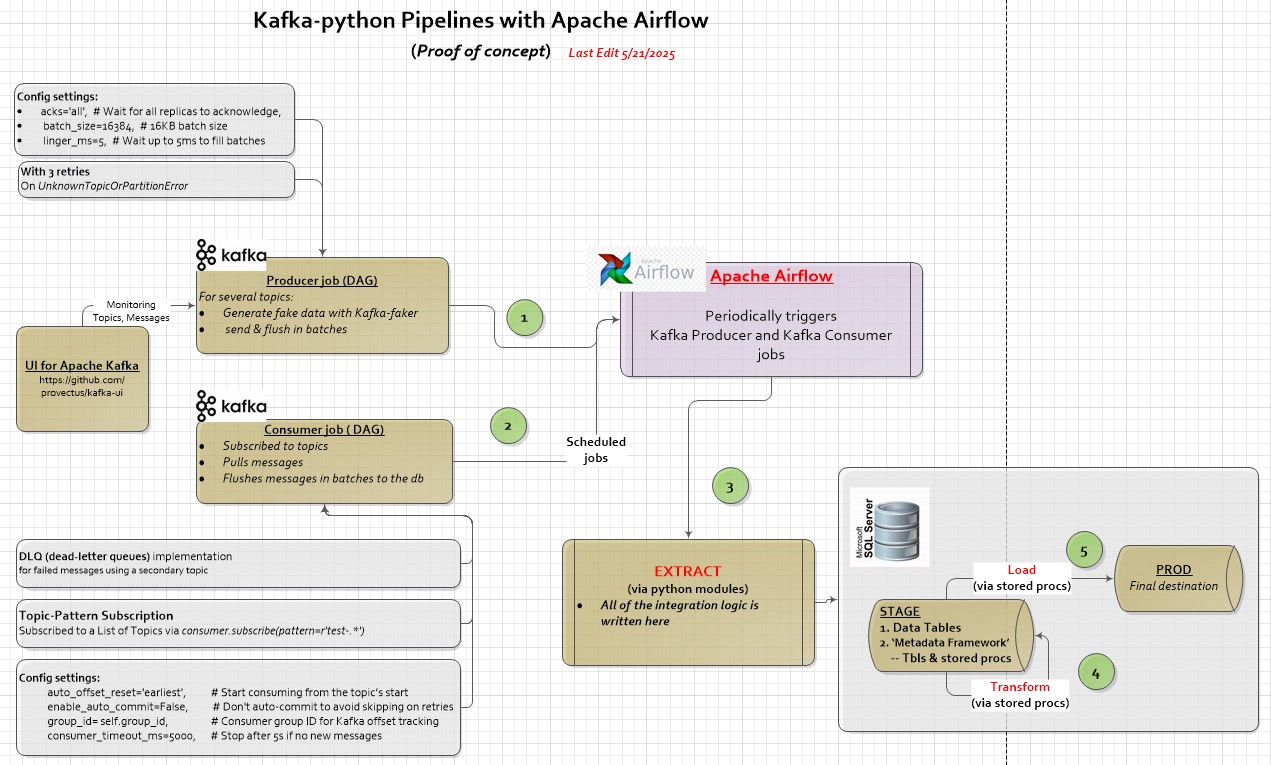 Kafka-python Pipelines with Apache Airflow
(Proof of concept) Last Edit 5/21/2025
Config settings:
• acks='all', # Wait for all replicas to acknowledge,
• batch_size=16384, # 16KB batch size
• linger_ms=5, # Wait up to 5ms to fill batches
With 3 retries
On UnknownTopicOrPartitionError
kafka
Producer job (DAG)
For several topics:
• Generate fake data with Kafka-faker
• send & flush in batches
Monitoring
Topics, Messages
UI for Apache Kafka
https://github.com/
provectus/kafka-ui
1
Apache
Airflow
Apache Airflow
Periodically triggers
Kafka Producer and Kafka Consumer
jobs
kafka
Consumer job ( DAG)
• Subscribed to topics
• Pulls messages
• Flushes messages in batches to the db
2
Scheduled
jobs
3
DLQ (dead-letter queues) implementation
for failed messages using a secondary topic
Topic-Pattern Subscription
Subscribed to a List of Topics via consumer.subscribe(pattern=r'test-.*')
Config settings:
auto_offset_reset='earliest', # Start consuming from the topic's start
enable_auto_commit=False, # Don't auto-commit to avoid skipping on retries
group_id= self.group_id, # Consumer group ID for Kafka offset tracking
consumer_timeout_ms=5000, # Stop after 5s if no new messages
EXTRACT
(via python modules)
• All of the integration logic is
written here
Microsoft
SQL Server
STAGE
1. Data Tables
2. ‘Metadata Framework’
-- Tbls & stored procs
Load
(via stored procs)
5
PROD
Final destination
4
Transform
(via stored procs)